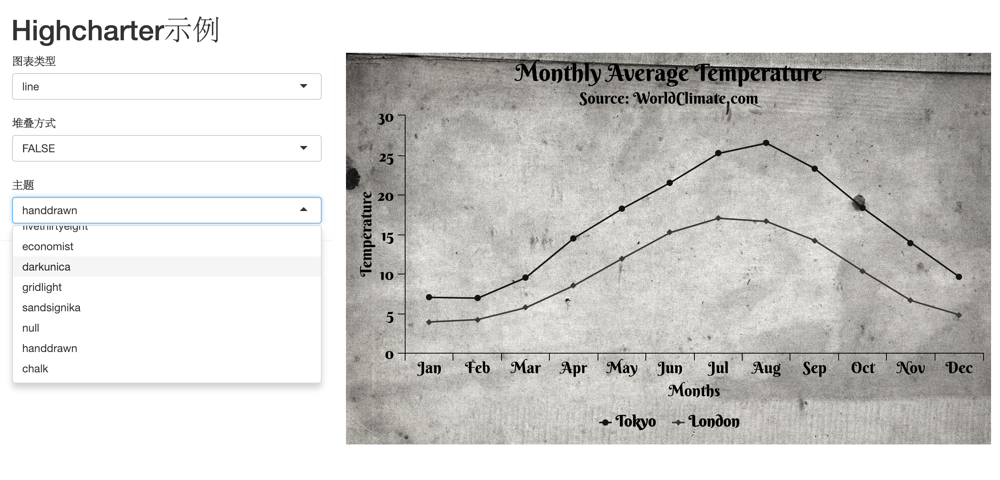 Highcharter示例
图表类型
line
堆叠方式
FALSE
主题
handdrawn
fivethirtyeight
economist
darkunica
gridlight
sandsignika
null
handdrawn
chalk
Monthly Average Temperature
Source: WorldClimate.com
30
25
20
15
10
5
0
Temperature
Jan Feb Mar Apr May Jun Jul Aug Sep Oct Nov Dec
Months
Tokyo London